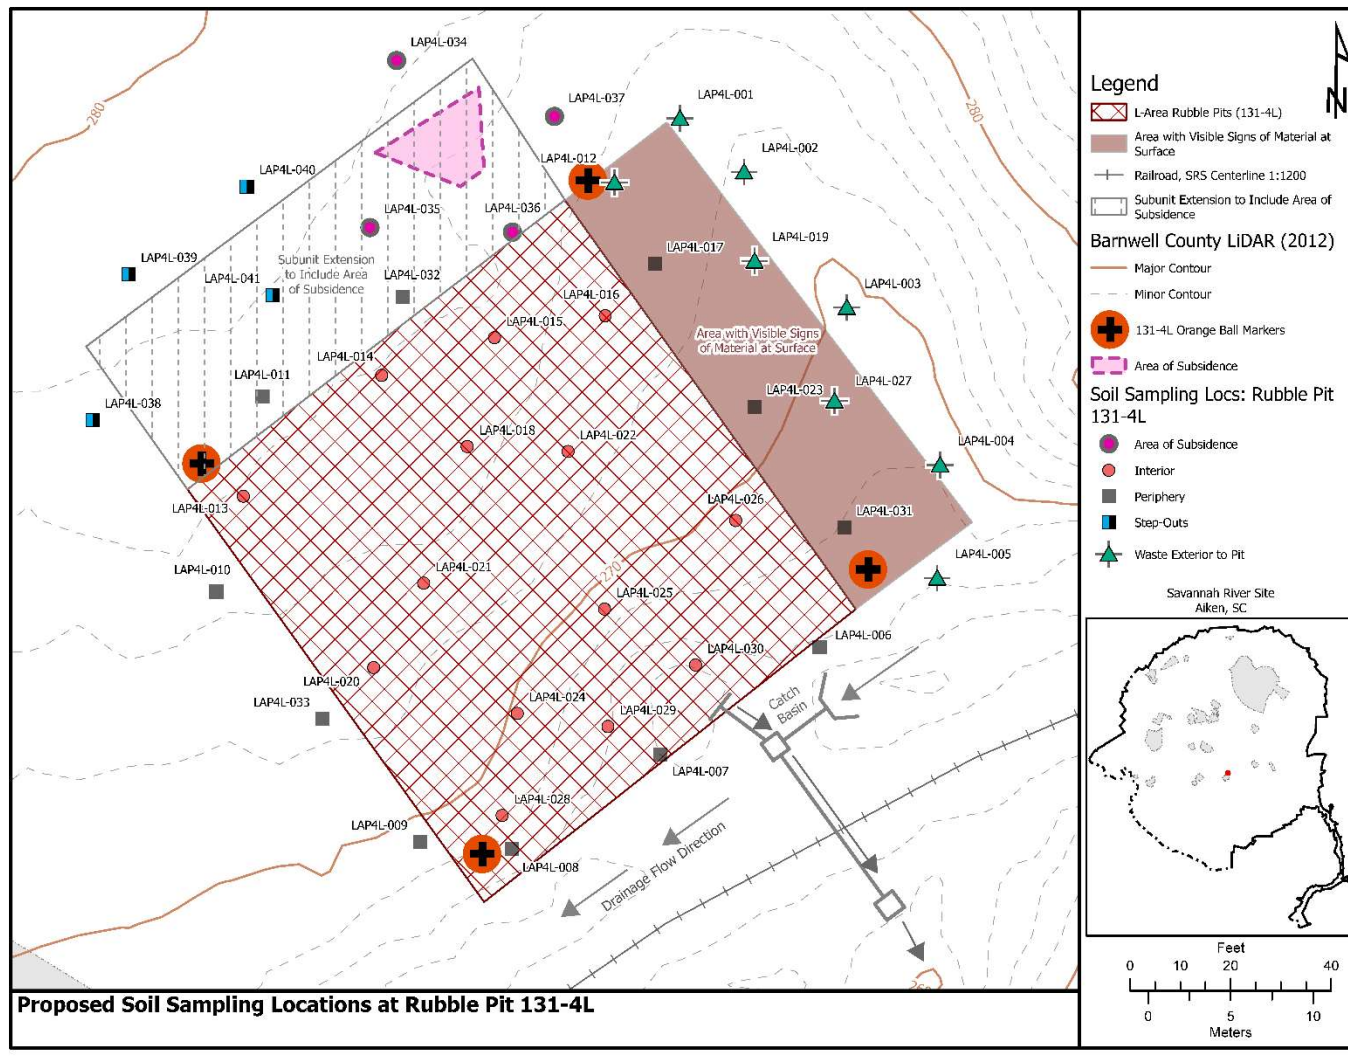 LAP4L-034
280
LAP4L-037
LAP4L-001
280
LAP4L-012
LAP4L-002
LAP4L-040
LAP4L-035
LAP4L-036
LAP4L-017
LAP4L-019
LAP4L-039
LAP4L-041
Subunit Extension
to Include Area
of Subsidence
LAP4L-032
LAP4L-016
LAP4L-003
LAP4L-015
Area with Visible Signs
of Material at Surface
LAP4L-014
LAP4L-011
LAP4L-023
LAP4L-027
LAP4L-038
LAP4L-018
LAP4L-022
LAP4L-004
LAP4L-013
LAP4L-026
LAP4L-031
LAP4L-005
LAP4L-010
LAP4L-021
270
LAP4L-025
LAP4L-006
LAP4L-030
LAP4L-020
LAP4L-033
LAP4L-024
LAP4L-029
Catch
Basin
LAP4L-007
LAP4L-028
LAP4L-009
LAP4L-008
Drainage Flow Direction
Proposed Soil Sampling Locations at Rubble Pit 131-4L
N
Legend
L-Area Rubble Pits (131-4L)
Area with Visible Signs of Material at
Surface
Railroad, SRS Centerline 1:1200
Subunit Extension to Include Area of
Subsidence
Barnwell County LiDAR (2012)
Major Contour
Minor Contour
131-4L Orange Ball Markers
Area of Subsidence
Soil Sampling Locs: Rubble Pit
131-4L
Area of Subsidence
Interior
Periphery
Step-Outs
Waste Exterior to Pit
Savannah River Site
Aiken, SC
Feet
0 10 20 40
0 5 10
Meters